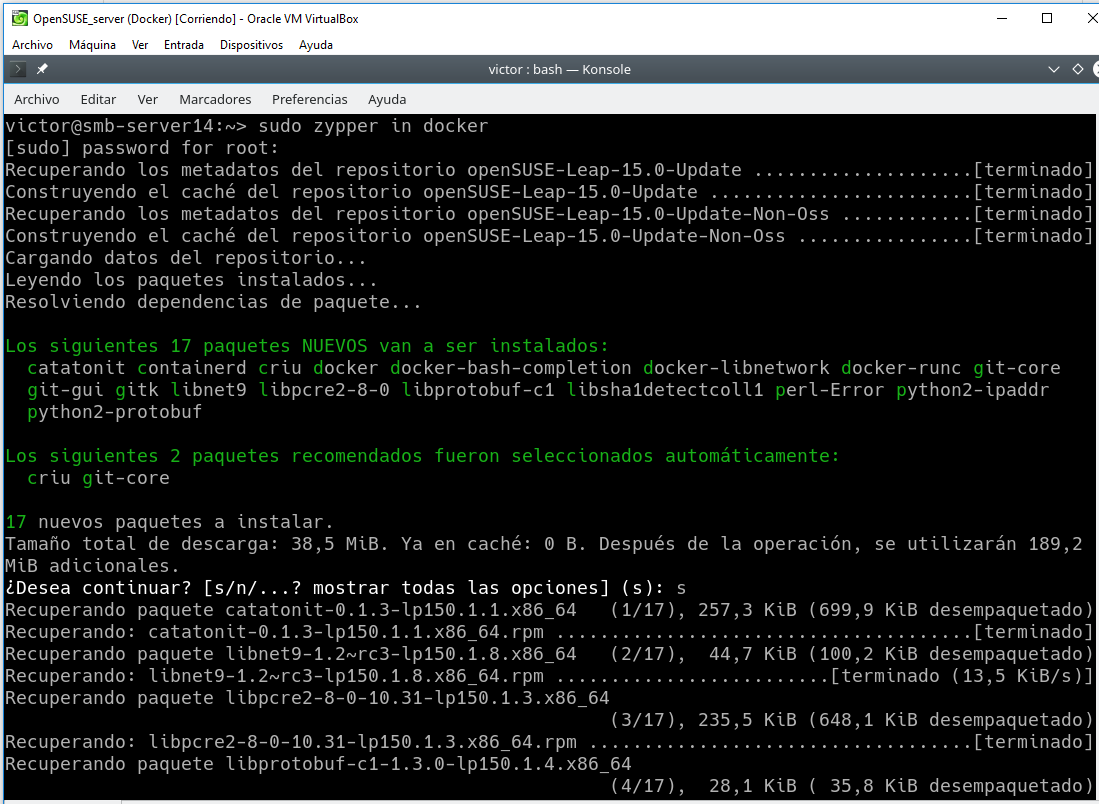 OpenSUSE_server (Docker) [Corriendo] - Oracle VM VirtualBox
Archivo Máquina Ver Entrada Dispositivos Ayuda
victor : bash — Konsole
Archivo Editar Ver Marcadores Preferencias Ayuda
victor@smb-server14:~> sudo zypper in docker
[sudo] password for root:
Recuperando los metadatos del repositorio openSUSE-Leap-15.0-Update ....................[terminado]
Construyendo el caché del repositorio openSUSE-Leap-15.0-Update ........................[terminado]
Recuperando los metadatos del repositorio openSUSE-Leap-15.0-Update-Non-Oss ............[terminado]
Construyendo el caché del repositorio openSUSE-Leap-15.0-Update-Non-Oss ................[terminado]
Cargando datos del repositorio...
Leyendo los paquetes instalados...
Resolviendo dependencias de paquete...
Los siguientes 17 paquetes NUEVOS van a ser instalados:
catatonit containerd criu docker docker-bash-completion docker-libnetwork docker-runc git-core
git-gui gitk libnet9 libpcre2-8-0 libprotobuf-c1 libsha1detectcoll1 perl-Error python2-ipaddr
python2-protobuf
Los siguientes 2 paquetes recomendados fueron seleccionados automáticamente:
criu git-core
17 nuevos paquetes a instalar.
Tamaño total de descarga: 38,5 MiB. Ya en caché: 0 B. Después de la operación, se utilizarán 189,2
MiB adicionales.
¿Desea continuar? [s/n/...? mostrar todas las opciones] (s): s
Recuperando paquete catatonit-0.1.3-lp150.1.1.x86_64 (1/17), 257,3 KiB (699,9 KiB desempaquetado)
Recuperando: catatonit-0.1.3-lp150.1.1.x86_64.rpm ......................................[terminado]
Recuperando paquete libnet9-1.2~rc3-lp150.1.8.x86_64 (2/17), 44,7 KiB (100,2 KiB desempaquetado)
Recuperando: libnet9-1.2~rc3-lp150.1.8.x86_64.rpm .........................[terminado (13,5 KiB/s)]
Recuperando paquete libpcre2-8-0-10.31-lp150.1.3.x86_64
(3/17), 235,5 KiB (648,1 KiB desempaquetado)
Recuperando: libpcre2-8-0-10.31-lp150.1.3.x86_64.rpm ...................................[terminado]
Recuperando paquete libprotobuf-c1-1.3.0-lp150.1.4.x86_64
(4/17), 28,1 KiB ( 35,8 KiB desempaquetado)